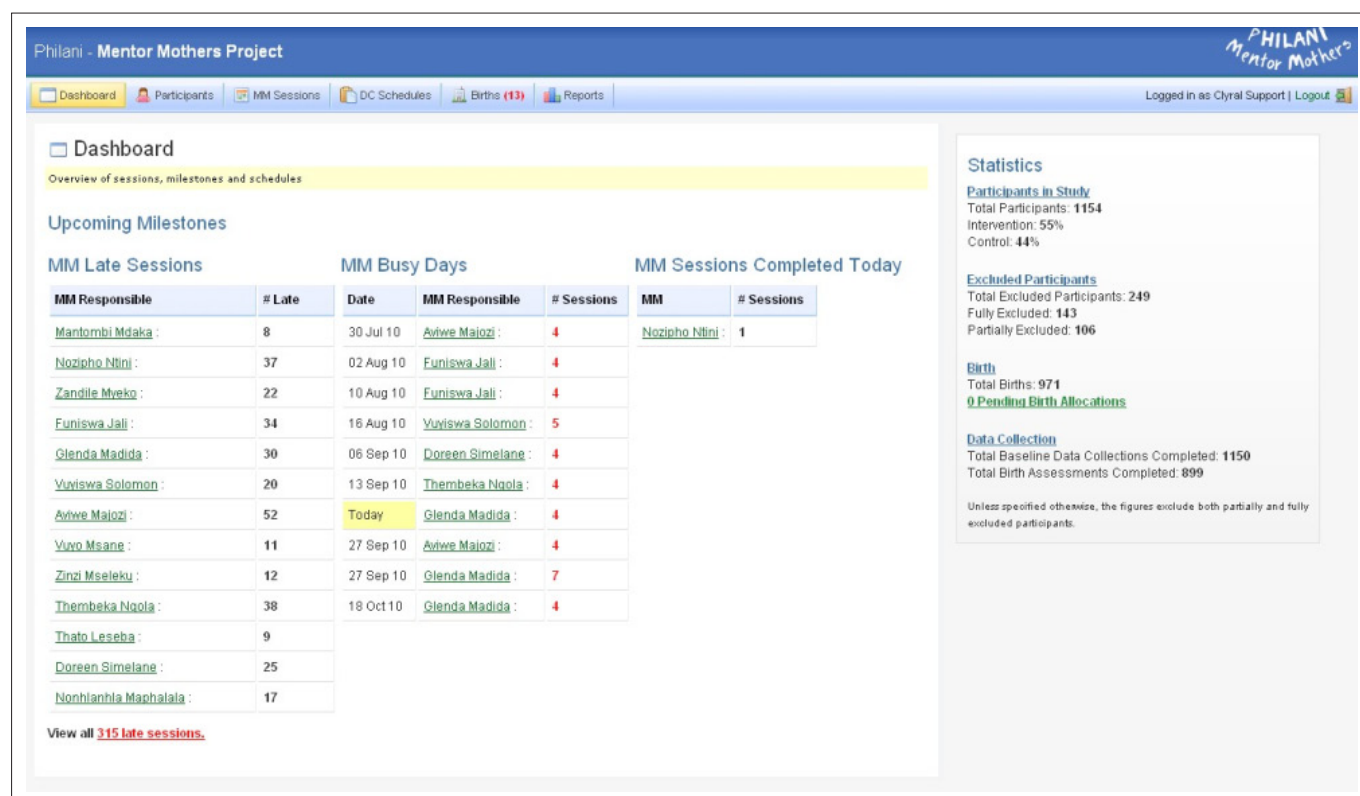 Philani - Mentor Mothers Project
PHILANI
Mentor Mothers
Dashboard Participants MM Sessions DC Schedules Births (13) Reports Logged in as Clyral Support | Logout
Dashboard
Overview of sessions, milestones and schedules
Upcoming Milestones
MM Late Sessions
MM Responsible # Late
Mantombi Mdaka : 8
Nozipho Ntini : 37
Zandile Myeko : 22
Funiswa Jali : 34
Glenda Madida : 30
Vuyiswa Solomon : 20
Aviwe Majozi : 52
Vuyo Msane : 11
Zinzi Mseleku : 12
Thembeka Nqola : 38
Thato Leseba : 9
Doreen Simelane : 25
Nonhlanhla Maphalala : 17
View all 315 late sessions.
MM Busy Days
Date MM Responsible # Sessions
30 Jul 10 Aviwe Majozi : 4
02 Aug 10 Funiswa Jali : 4
10 Aug 10 Funiswa Jali : 4
16 Aug 10 Vuyiswa Solomon : 5
06 Sep 10 Doreen Simelane : 4
13 Sep 10 Thembeka Nqola : 4
Today Glenda Madida : 4
27 Sep 10 Aviwe Majozi : 4
27 Sep 10 Glenda Madida : 7
18 Oct 10 Glenda Madida : 4
MM Sessions Completed Today
MM # Sessions
Nozipho Ntini : 1
Statistics
Participants in Study
Total Participants: 1154
Intervention: 55%
Control: 44%
Excluded Participants
Total Excluded Participants: 249
Fully Excluded: 143
Partially Excluded: 106
Birth
Total Births: 971
0 Pending Birth Allocations
Data Collection
Total Baseline Data Collections Completed: 1150
Total Birth Assessments Completed: 899
Unless specified otherwise, the figures exclude both partially and fully
excluded participants.